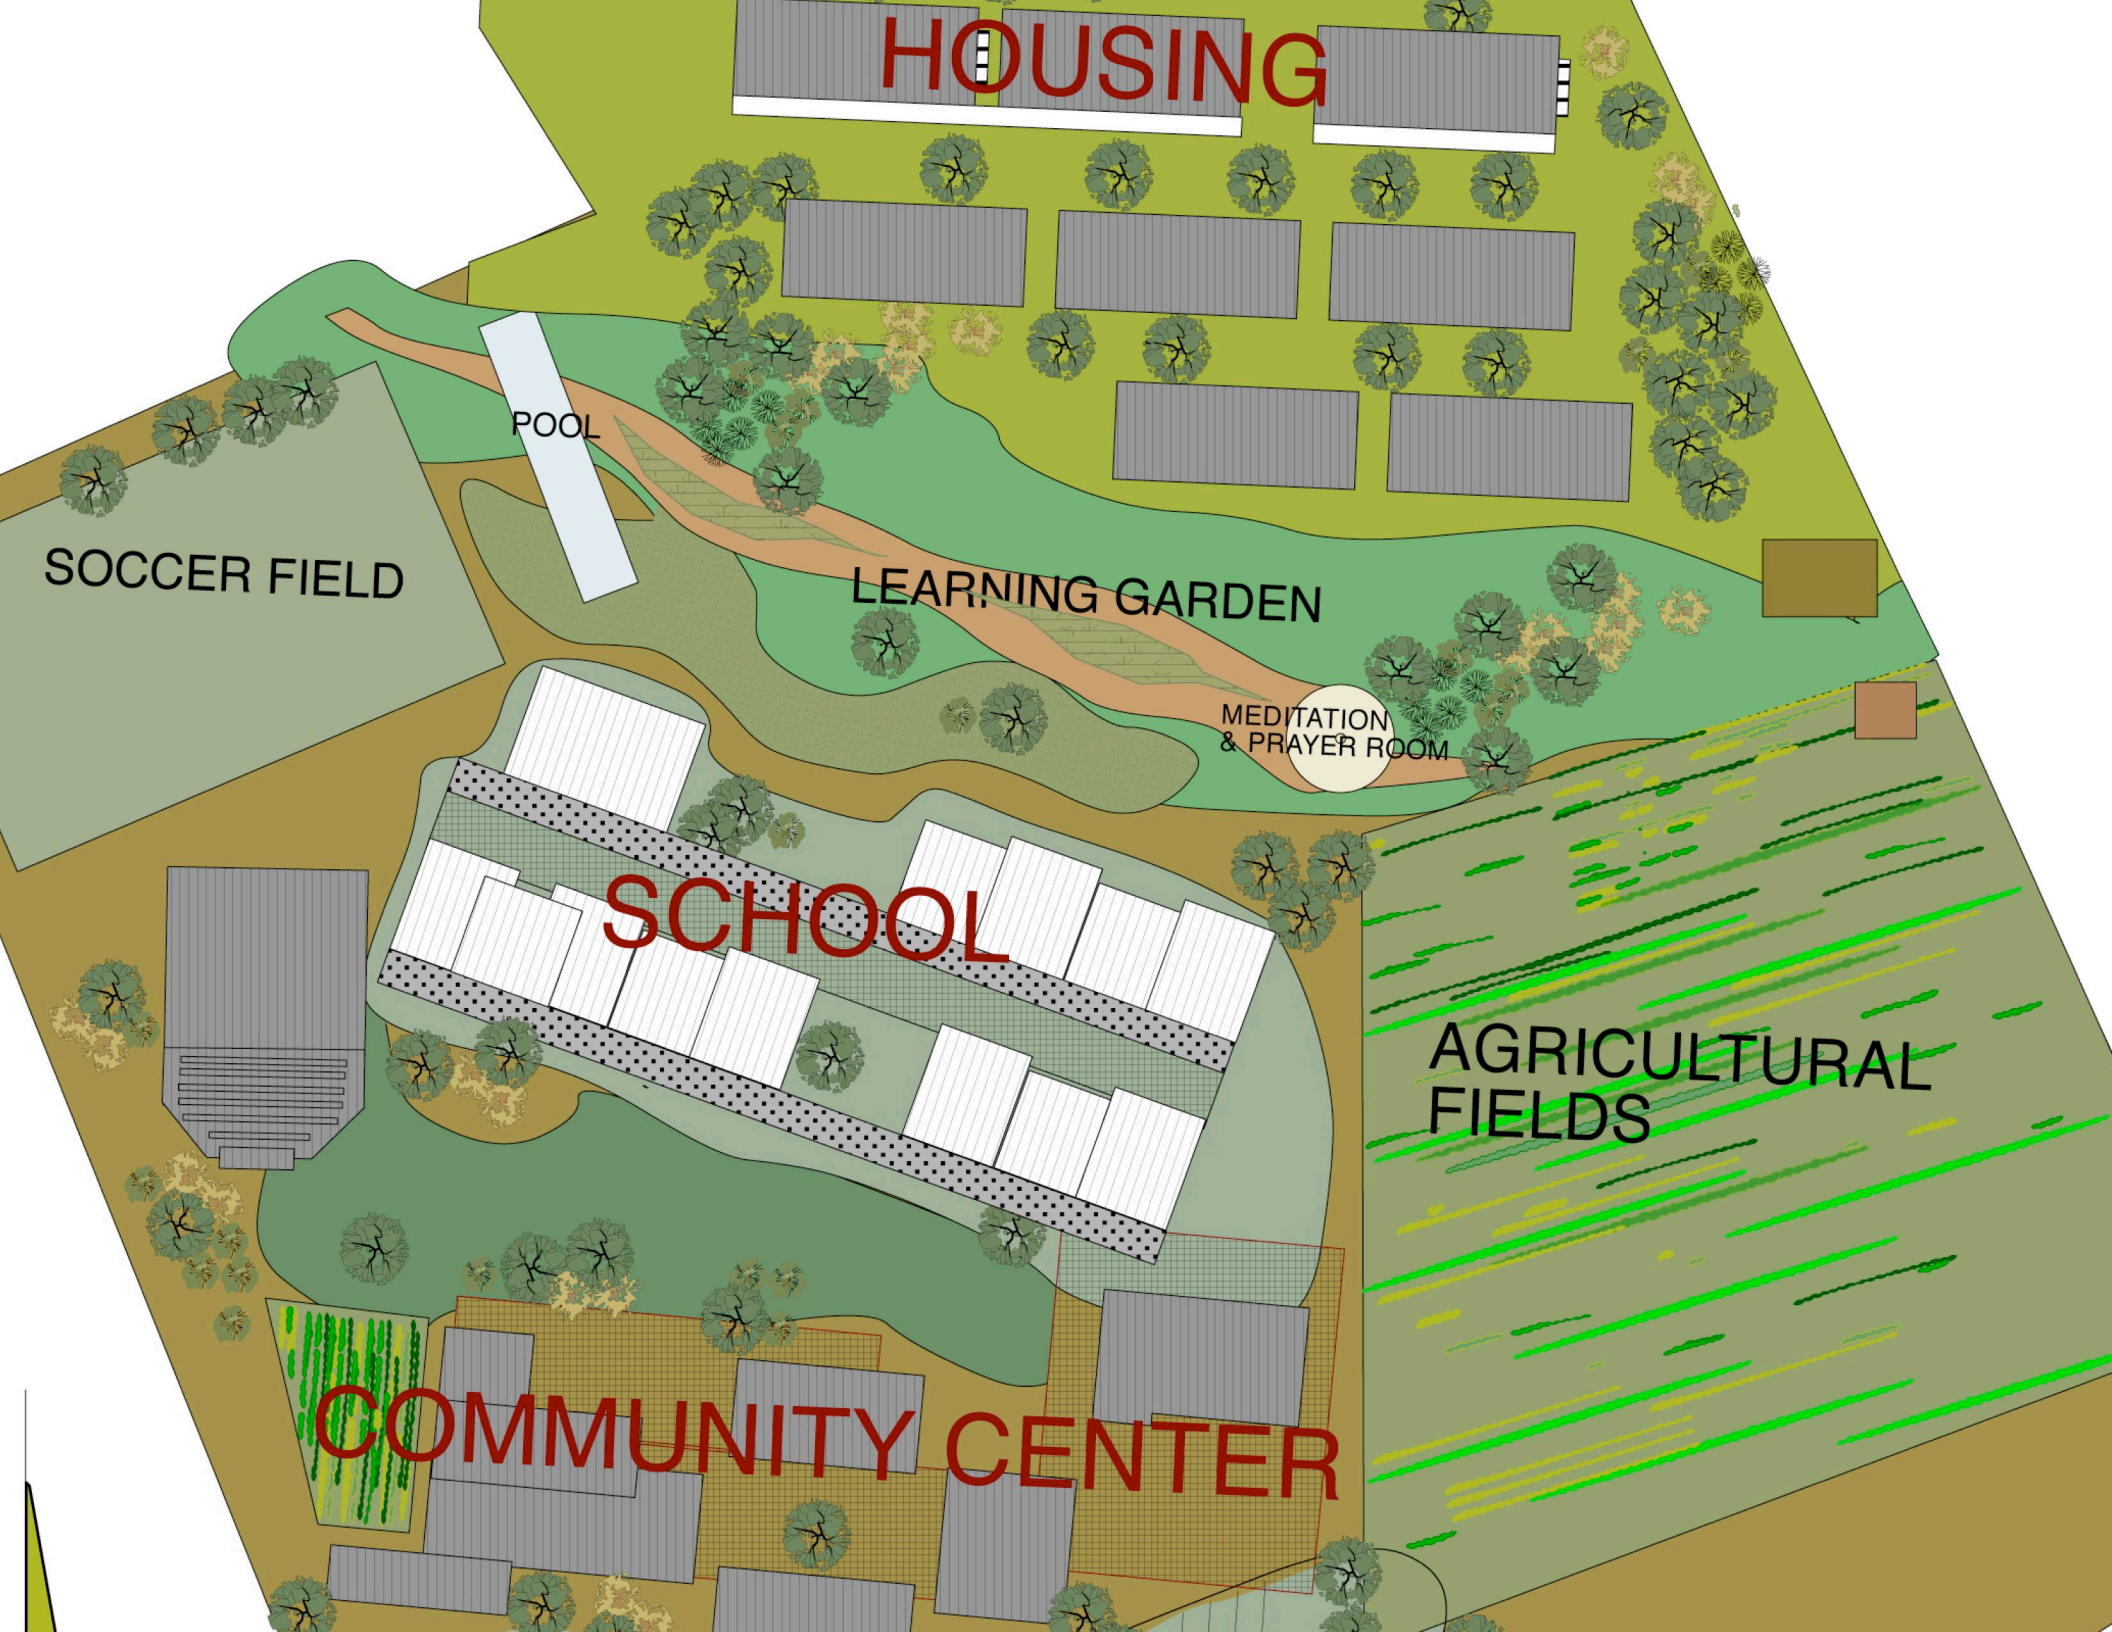 HOUSING
POOL
SOCCER FIELD
LEARNING GARDEN
MEDITATION
& PRAYER ROOM
SCHOOL
AGRICULTURAL
FIELDS
COMMUNITY CENTER